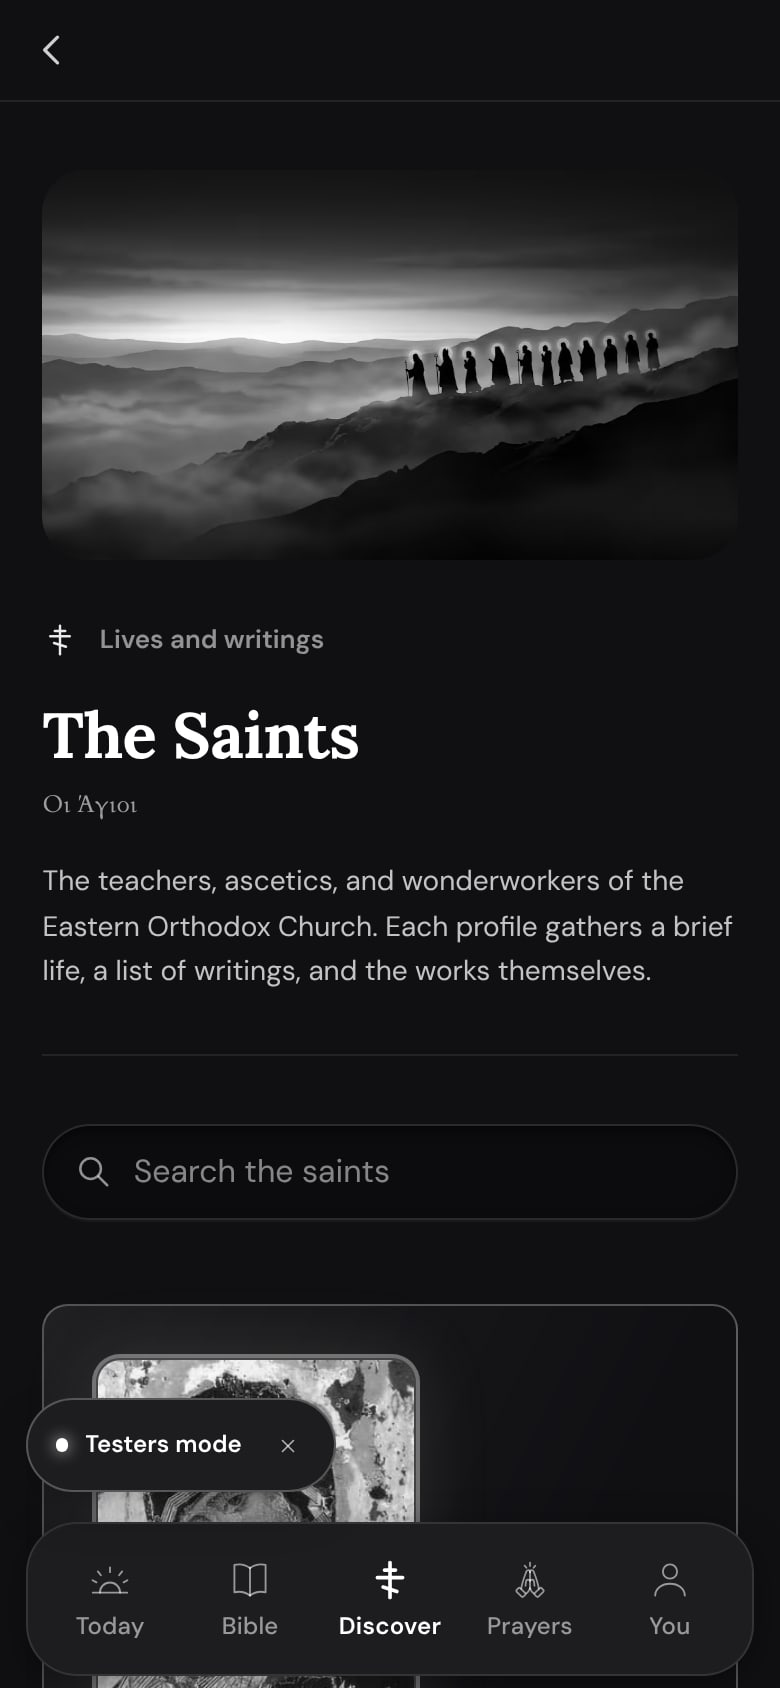 Lives and writings
The Saints
Οι Άγιοι
The teachers, ascetics, and wonderworkers of the
Eastern Orthodox Church. Each profile gathers a brief
life, a list of writings, and the works themselves.
Search the saints
Testers mode
Today
Bible
Discover
Prayers
You